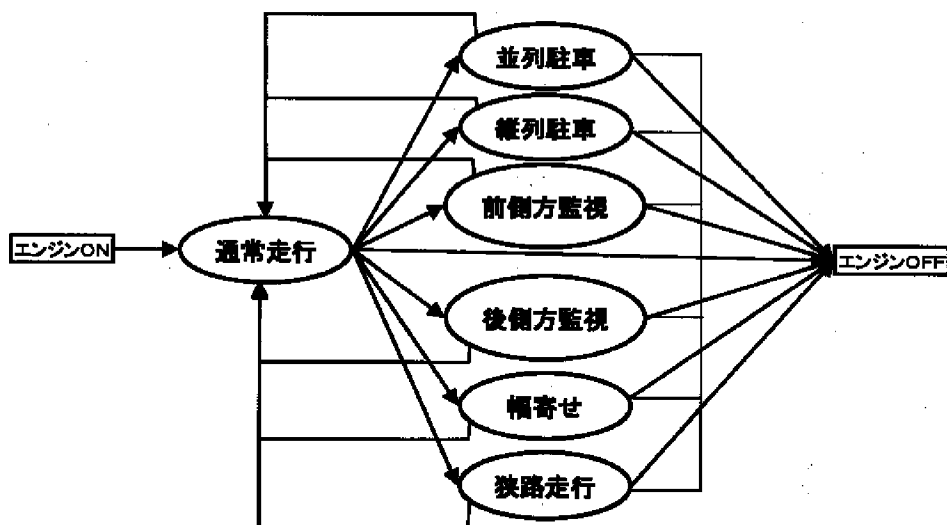 並列駐車
縦列駐車
前側方監視
エンジンON
通常走行
エンジンOFF
後側方監視
幅寄せ
狭路走行